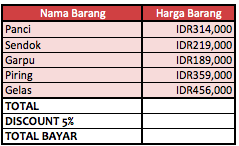 Nama Barang Harga Barang
Panci IDR314,000
Sendok IDR219,000
Garpu IDR189,000
Piring IDR359,000
Gelas IDR456,000
TOTAL
DISCOUNT 5%
TOTAL BAYAR